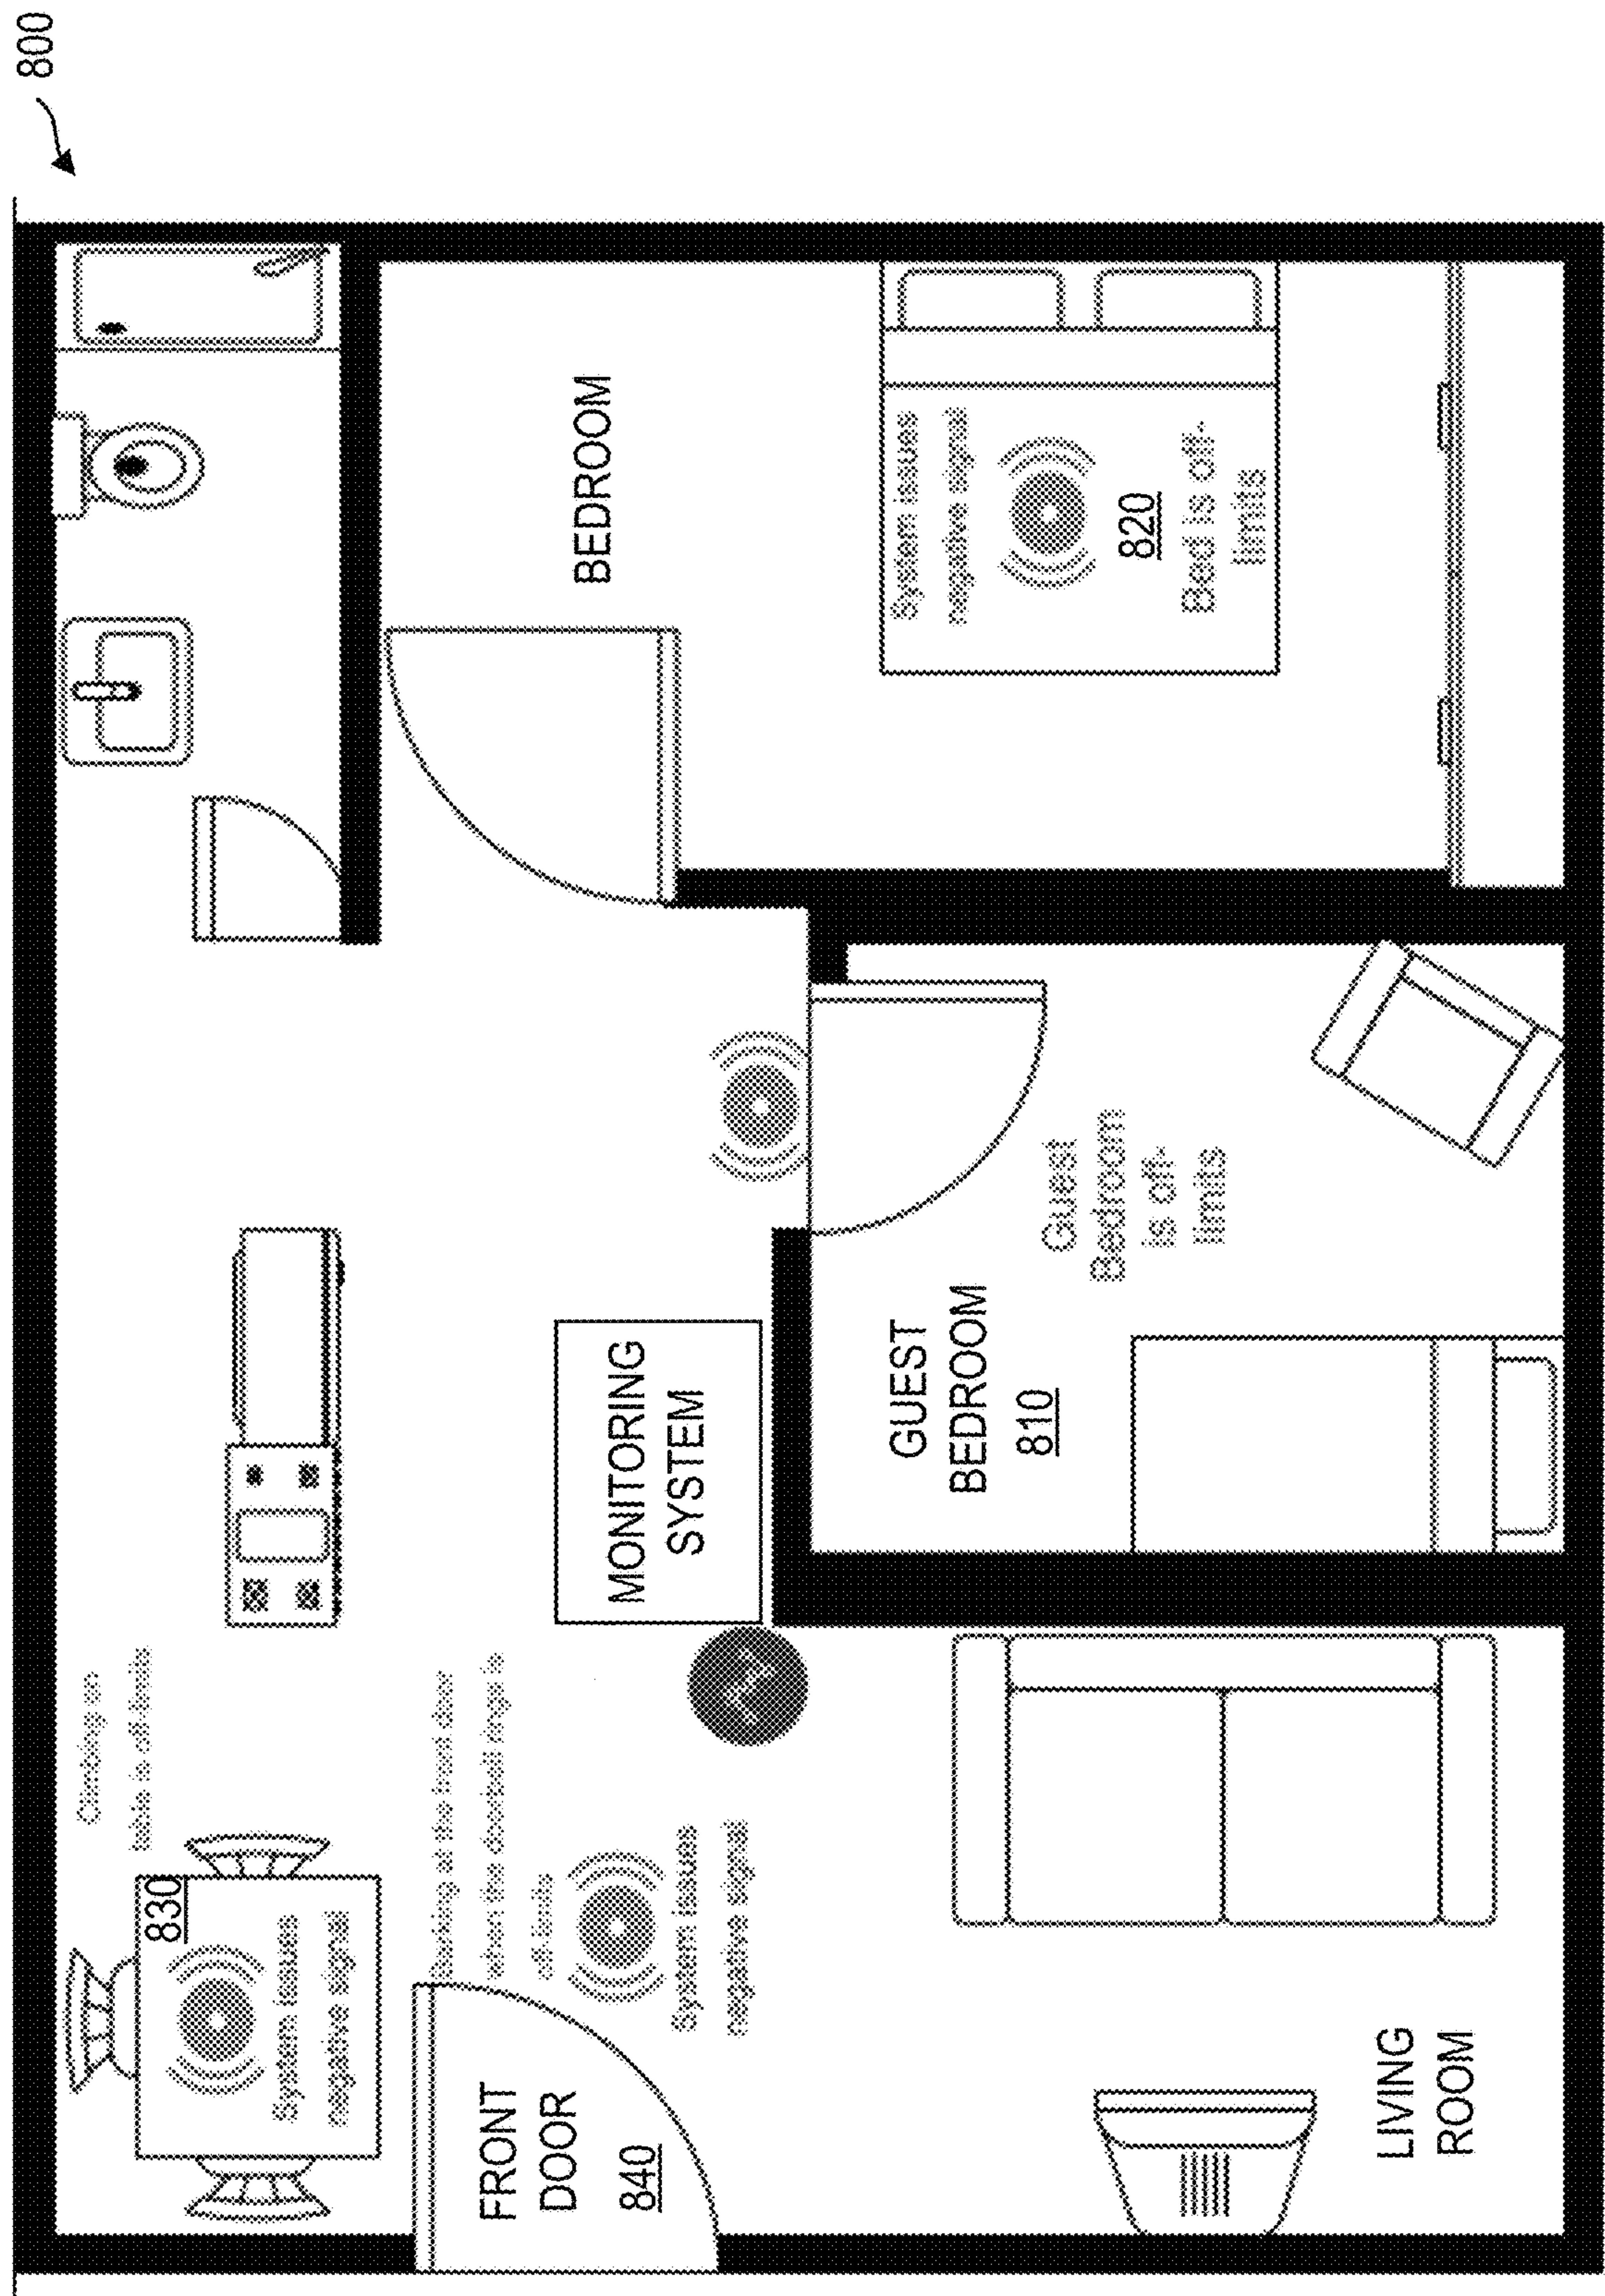 800
Climbing on
table is off-limits
830
System issues
negative signal
Barking at the front door
when the doorbell rings is
off-limits
System issues
negative signal
FRONT
DOOR
840
MONITORING
SYSTEM
BEDROOM
System issues
negative signal
820
Bed is off-
limits
GUEST
BEDROOM
810
Guest
Bedroom
is off-
limits
LIVING
ROOM